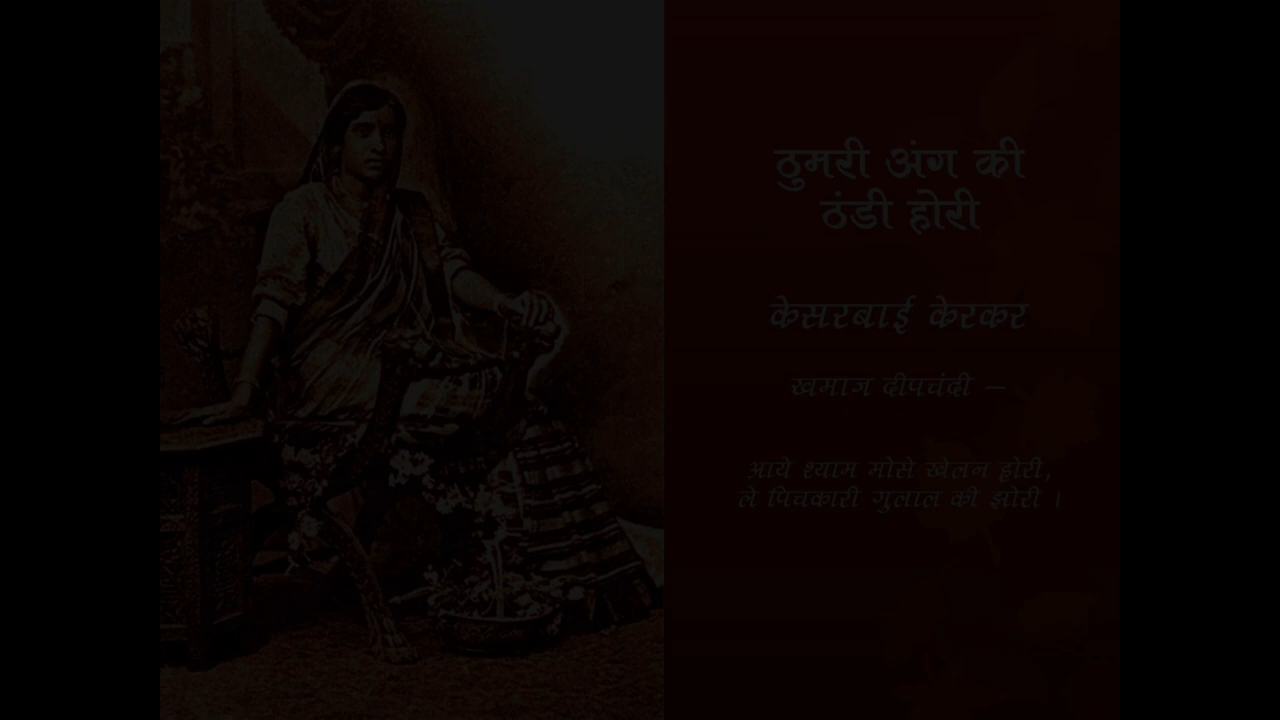 ठुमरी अंग की
ठंडी होरी
केसरबाई केरकर
खमाज दीपचंदी –
आये श्याम मोसे खेलन होरी,
ले पिचकारी गुलाल की झोरी ।